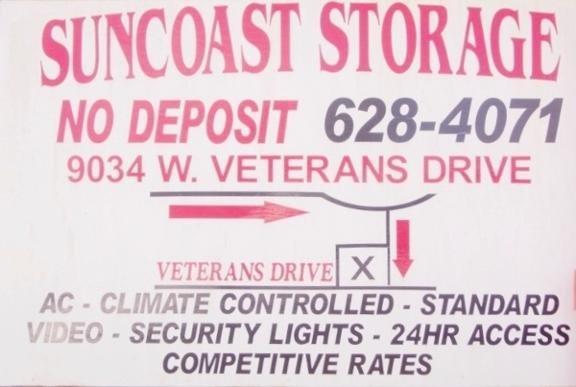 SUNCOAST STORAGE
NO DEPOSIT 628-4071
9034 W. VETERANS DRIVE
VETERANS DRIVE X
AC - CLIMATE CONTROLLED - STANDARD
VIDEO - SECURITY LIGHTS - 24HR ACCESS
COMPETITIVE RATES